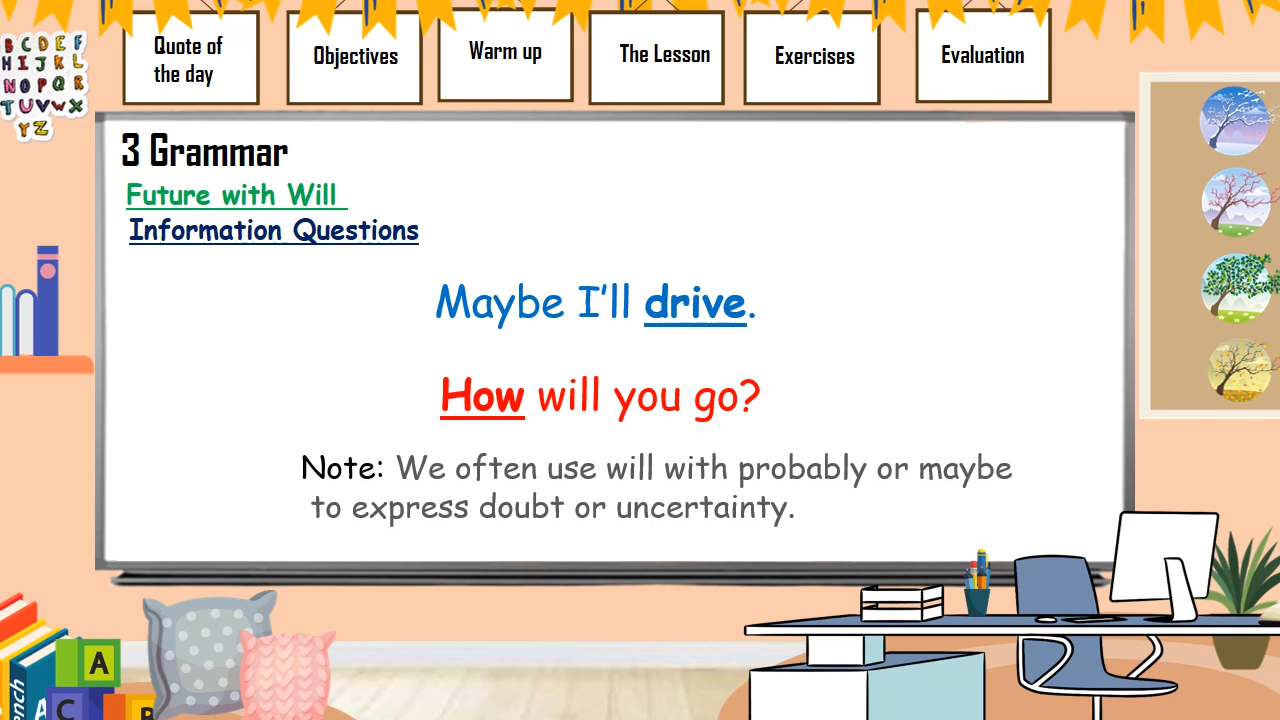 Quote of
the day
Objectives
Warm up
The Lesson
Exercises
Evaluation
A B C D E F
H I J K L
N O P Q R
T U V W X
Y Z
3 Grammar
Future with Will
Information Questions
Maybe I'll drive.
How will you go?
Note: We often use will with probably or maybe
to express doubt or uncertainty.
A
C
B